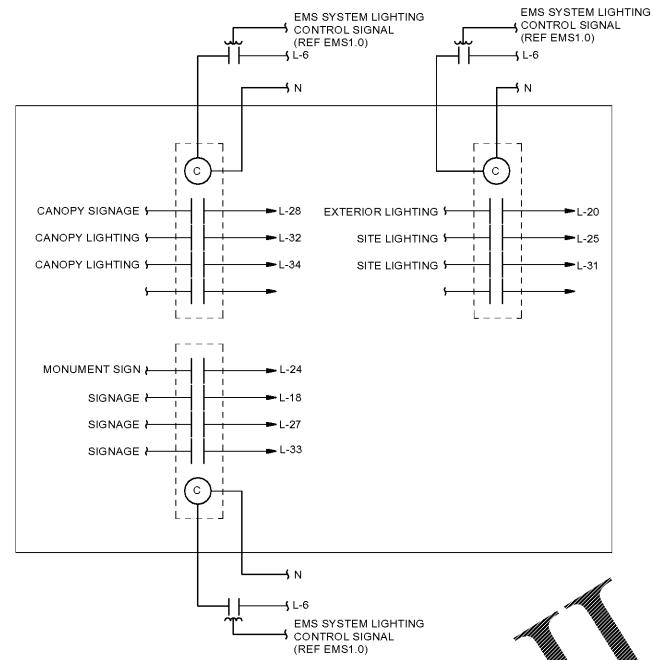 EMS SYSTEM LIGHTING
CONTROL SIGNAL
(REF EMS1.0)
L-6
N
EMS SYSTEM LIGHTING
CONTROL SIGNAL
(REF EMS1.0)
L-6
N
C
CANOPY SIGNAGE L-28
CANOPY LIGHTING L-32
CANOPY LIGHTING L-34
C
EXTERIOR LIGHTING L-20
SITE LIGHTING L-25
SITE LIGHTING L-31
MONUMENT SIGN L-24
SIGNAGE L-18
SIGNAGE L-27
SIGNAGE L-33
C
N
L-6
EMS SYSTEM LIGHTING
CONTROL SIGNAL
(REF EMS1.0)